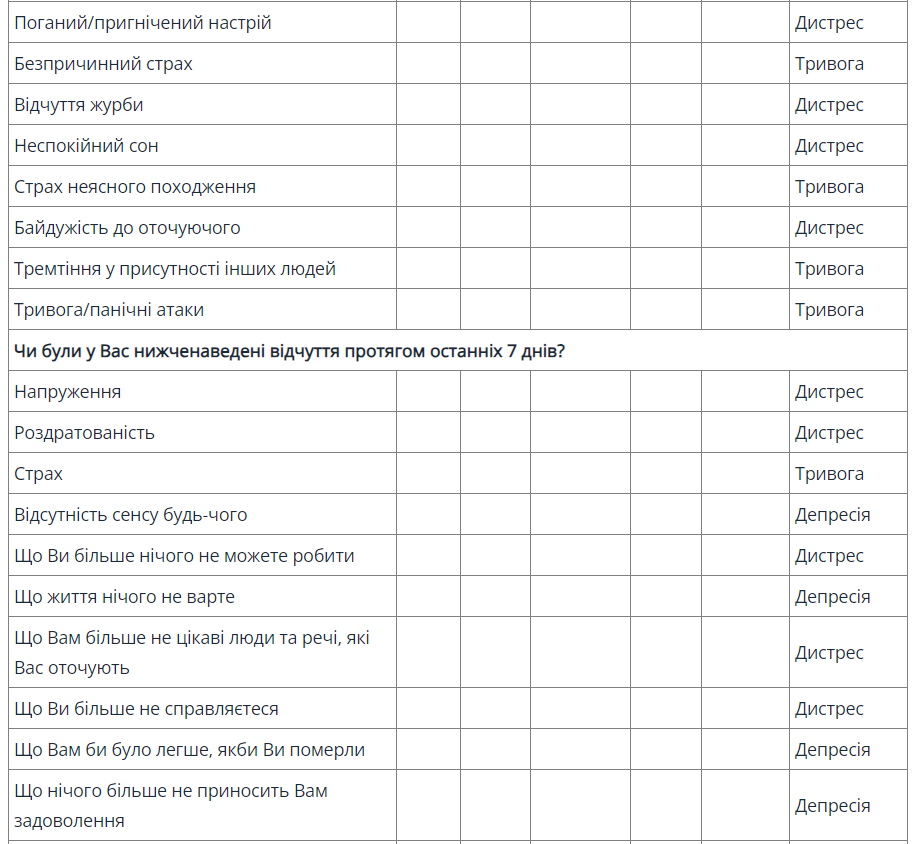 Поганий/пригнічений настрій Дистрес
Безпричинний страх Тривога
Відчуття журби Дистрес
Неспокійний сон Дистрес
Страх неясного походження Тривога
Байдужість до оточуючого Дистрес
Тремтіння у присутності інших людей Тривога
Тривога/панічні атаки Тривога
Чи були у Вас нижченаведені відчуття протягом останніх 7 днів?
Напруження Дистрес
Роздратованість Дистрес
Страх Тривога
Відсутність сенсу будь-чого Депресія
Що Ви більше нічого не можете робити Дистрес
Що життя нічого не варте Депресія
Що Вам більше не цікаві люди та речі, які
Вас оточують Дистрес
Що Ви більше не справляєтеся Дистрес
Що Вам би було легше, якби Ви померли Депресія
Що нічого більше не приносить Вам
задоволення Депресія